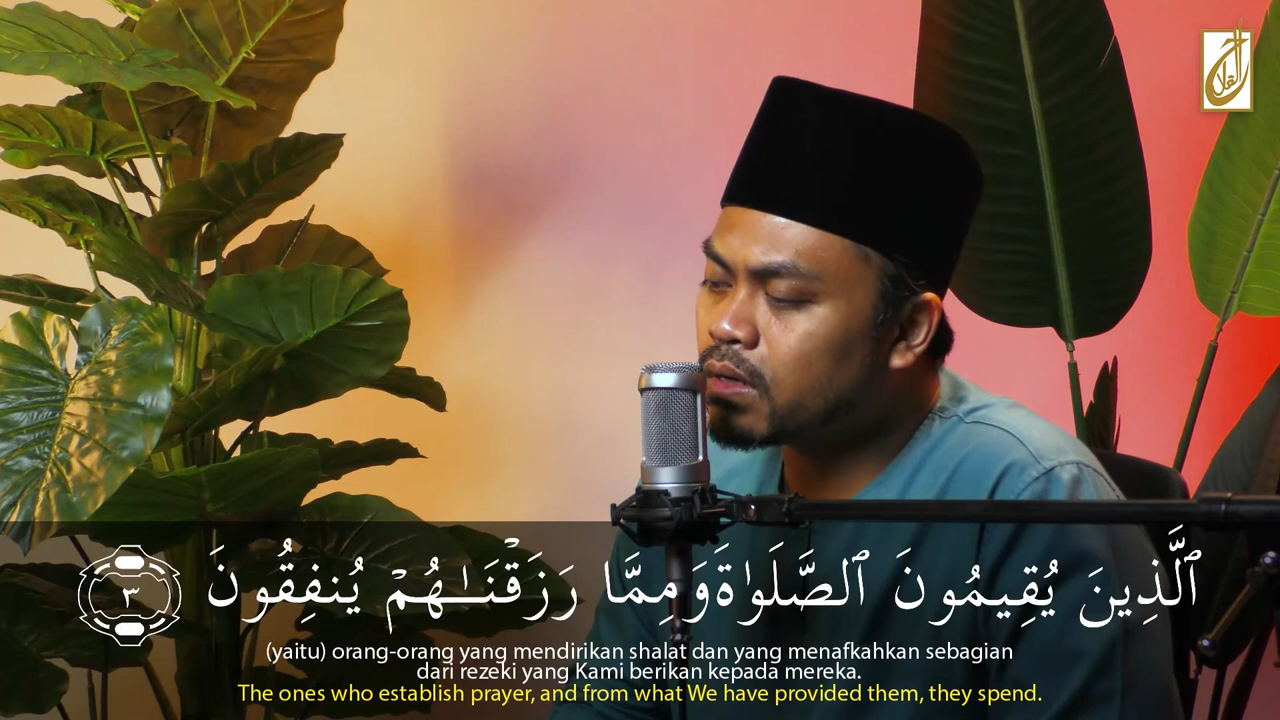 العفلاح
ٱلَّذِينَ يُقِيمُونَ ٱلصَّلَوٰةَ وَمِمَّا رَزَقْنَـٰهُمْ يُنفِقُونَ ٣
(yaitu) orang-orang yang mendirikan shalat dan yang menafkahkan sebagian
dari rezeki yang Kami berikan kepada mereka.
The ones who establish prayer, and from what We have provided them, they spend.